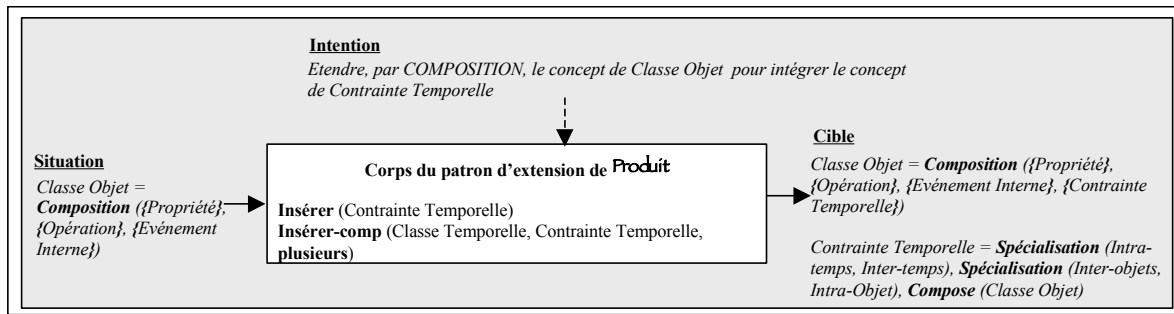 Intention
Etendre, par COMPOSITION, le concept de Classe Objet pour intégrer le concept
de Contrainte Temporelle
Situation
Classe Objet =
Composition ({Propriété},
{Opération}, {Evénement
Interne})
Corps du patron d'extension de Produit
Insérer (Contrainte Temporelle)
Insérer-comp (Classe Temporelle, Contrainte Temporelle,
plusieurs)
Cible
Classe Objet = Composition ({Propriété},
{Opération}, {Evénement Interne}, {Contrainte
Temporelle})
Contrainte Temporelle = Spécialisation (Intra-
temps, Inter-temps), Spécialisation (Inter-objets,
Intra-Objet), Compose (Classe Objet)